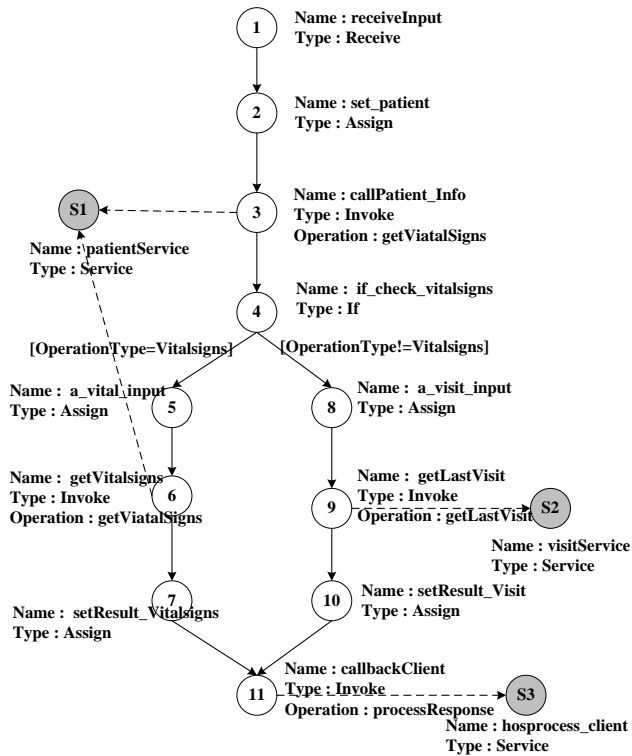 1
Name : receiveInput
Type : Receive
2
Name : set_patient
Type : Assign
3
Name : callPatient_Info
Type : Invoke
Operation : getViatalSigns
S1
Name : patientService
Type : Service
4
Name : if_check_vitalsigns
Type : If
[OperationType=Vitalsigns]
[OperationType!=Vitalsigns]
5
Name : a_vital_input
Type : Assign
8
Name : a_visit_input
Type : Assign
6
Name : getVitalsigns
Type : Invoke
Operation : getViatalSigns
9
Name : getLastVisit
Type : Invoke
Operation : getLastVisit
S2
Name : visitService
Type : Service
7
Name : setResult_Vitalsigns
Type : Assign
10
Name : setResult_Visit
Type : Assign
11
Name : callbackClient
Type : Invoke
Operation : processResponse
S3
Name : hosprocess_client
Type : Service